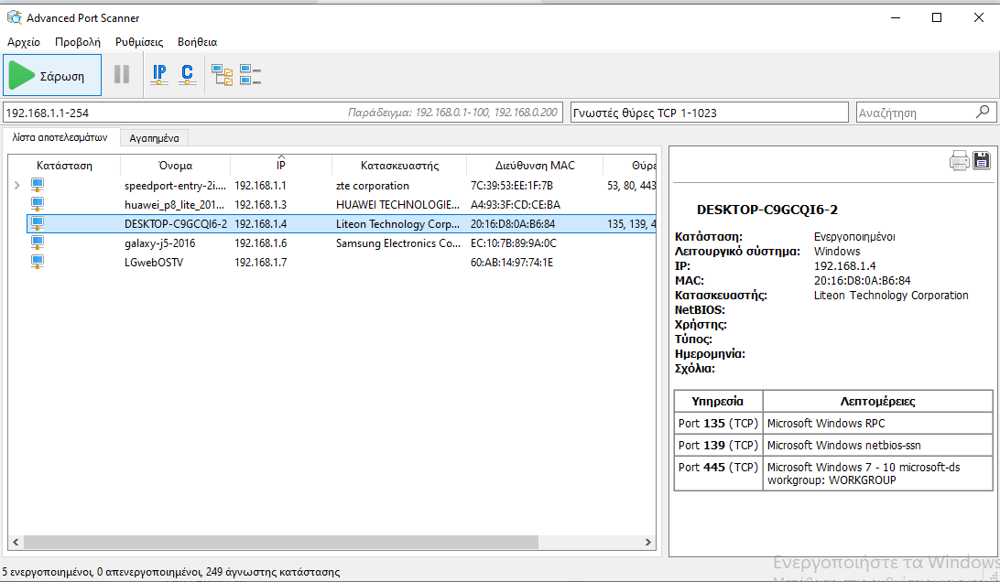 Advanced Port Scanner
Αρχείο Προβολή Ρυθμίσεις Βοήθεια
Σάρωση IP C
192.168.1.1-254 Παράδειγμα: 192.168.0.1-100, 192.168.0.200 Γνωστές θύρες TCP 1-1023 Αναζήτηση
λίστα αποτελεσμάτων Αγαπημένα
Κατάσταση Όνομα IP Κατασκευαστής Διεύθυνση MAC Θύρε
speedport-entry-2i.... 192.168.1.1 zte corporation 7C:39:53:EE:1F:7B 53, 80, 443
huawei_p8_lite_201... 192.168.1.3 HUAWEI TECHNOLOGIE... A4:93:3F:CD:CE:BA
DESKTOP-C9GCQI6-2 192.168.1.4 Liteon Technology Corp... 20:16:D8:0A:B6:84 135, 139, 4
galaxy-j5-2016 192.168.1.6 Samsung Electronics Co... EC:10:7B:89:9A:0C
LGwebOSTV 192.168.1.7 60:AB:14:97:74:1E
DESKTOP-C9GCQI6-2
Κατάσταση: Ενεργοποιημένοι
Λειτουργικό σύστημα: Windows
IP: 192.168.1.4
MAC: 20:16:D8:0A:B6:84
Κατασκευαστής: Liteon Technology Corporation
NetBIOS:
Χρήστης:
Τύπος:
Ημερομηνία:
Σχόλια:
Υπηρεσία Λεπτομέρειες
Port 135 (TCP) Microsoft Windows RPC
Port 139 (TCP) Microsoft Windows netbios-ssn
Port 445 (TCP) Microsoft Windows 7 - 10 microsoft-ds
workgroup: WORKGROUP
Ενεργοποιήστε τα Windows
5 ενεργοποιημένοι, 0 απενεργοποιημένοι, 249 άγνωστης κατάστασης